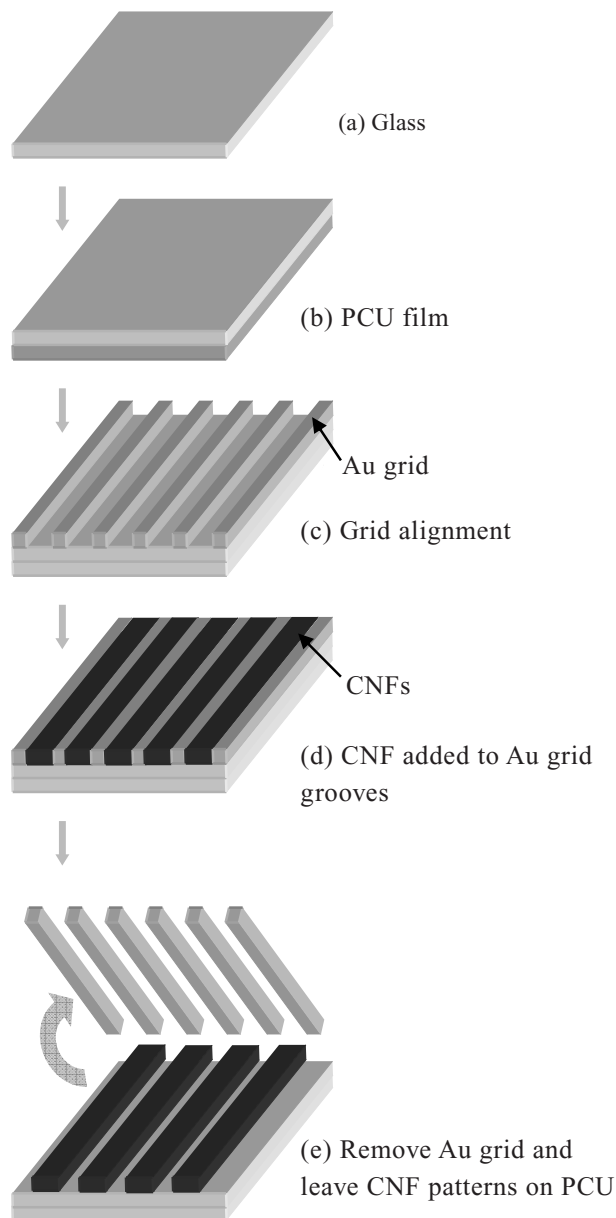 (a) Glass
(b) PCU film
Au grid
(c) Grid alignment
CNFs
(d) CNF added to Au grid
grooves
(e) Remove Au grid and
leave CNF patterns on PCU